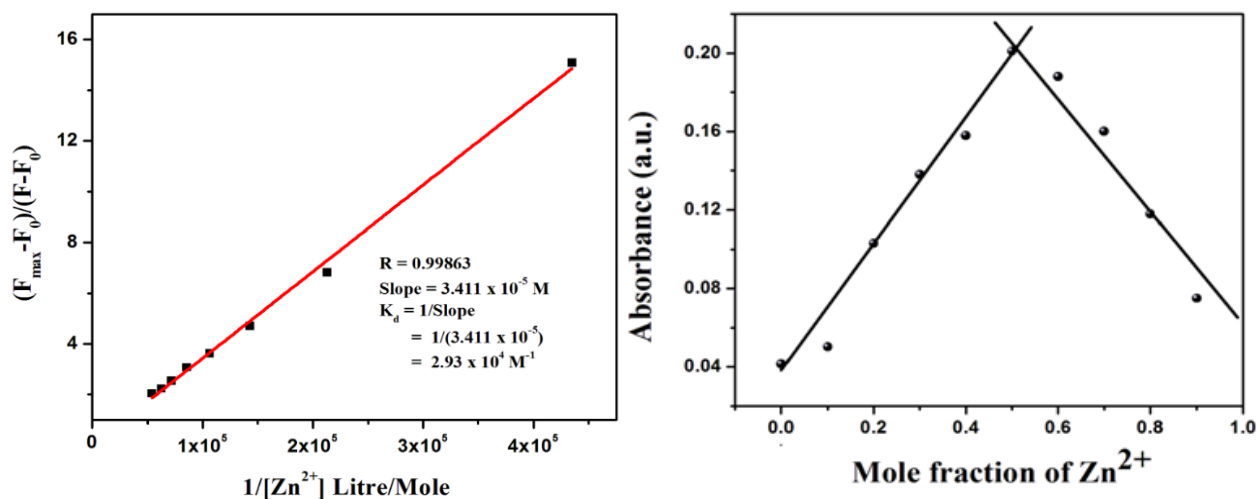 (F_max-F_0)/(F-F_0)
16
12
8
4
R = 0.99863
Slope = 3.411 x 10^-5 M
K_d = 1/Slope
= 1/(3.411 x 10^-5)
= 2.93 x 10^4 M^-1
0 1x10^5 2x10^5 3x10^5 4x10^5
1/[Zn^2+] Litre/Mole
Absorbance (a.u.)
0.20
0.16
0.12
0.08
0.04
0.0 0.2 0.4 0.6 0.8 1.0
Mole fraction of Zn^2+